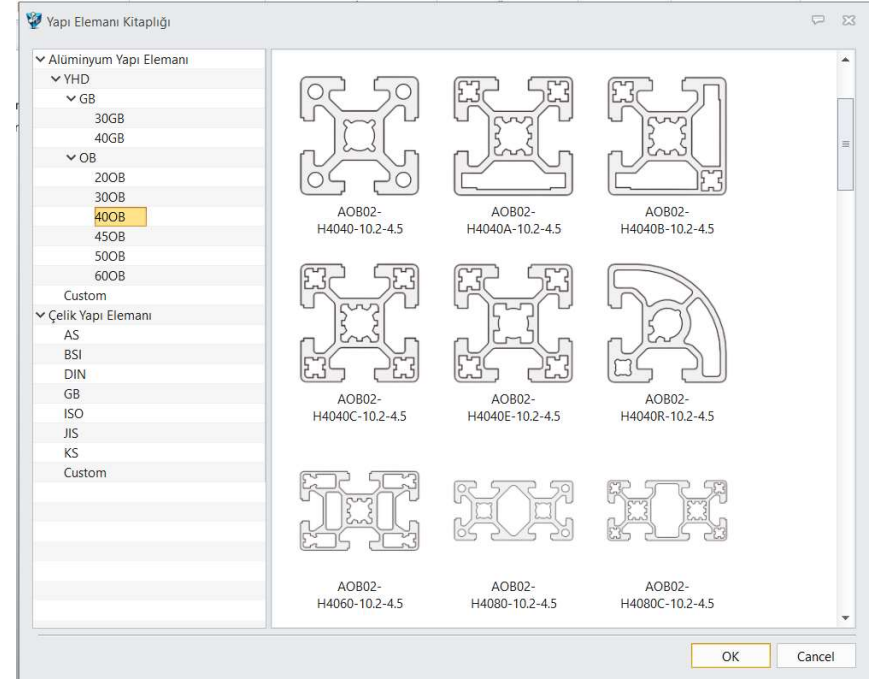 Yapı Elemanı Kitaplığı
Alüminyum Yapı Elemanı
YHD
GB
30GB
40GB
OB
20OB
30OB
40OB
45OB
50OB
60OB
Custom
Çelik Yapı Elemanı
AS
BSI
DIN
GB
ISO
JIS
KS
Custom
AOB02-
H4040-10.2-4.5
AOB02-
H4040A-10.2-4.5
AOB02-
H4040B-10.2-4.5
AOB02-
H4040C-10.2-4.5
AOB02-
H4040E-10.2-4.5
AOB02-
H4040R-10.2-4.5
AOB02-
H4060-10.2-4.5
AOB02-
H4080-10.2-4.5
AOB02-
H4080C-10.2-4.5
OK
Cancel